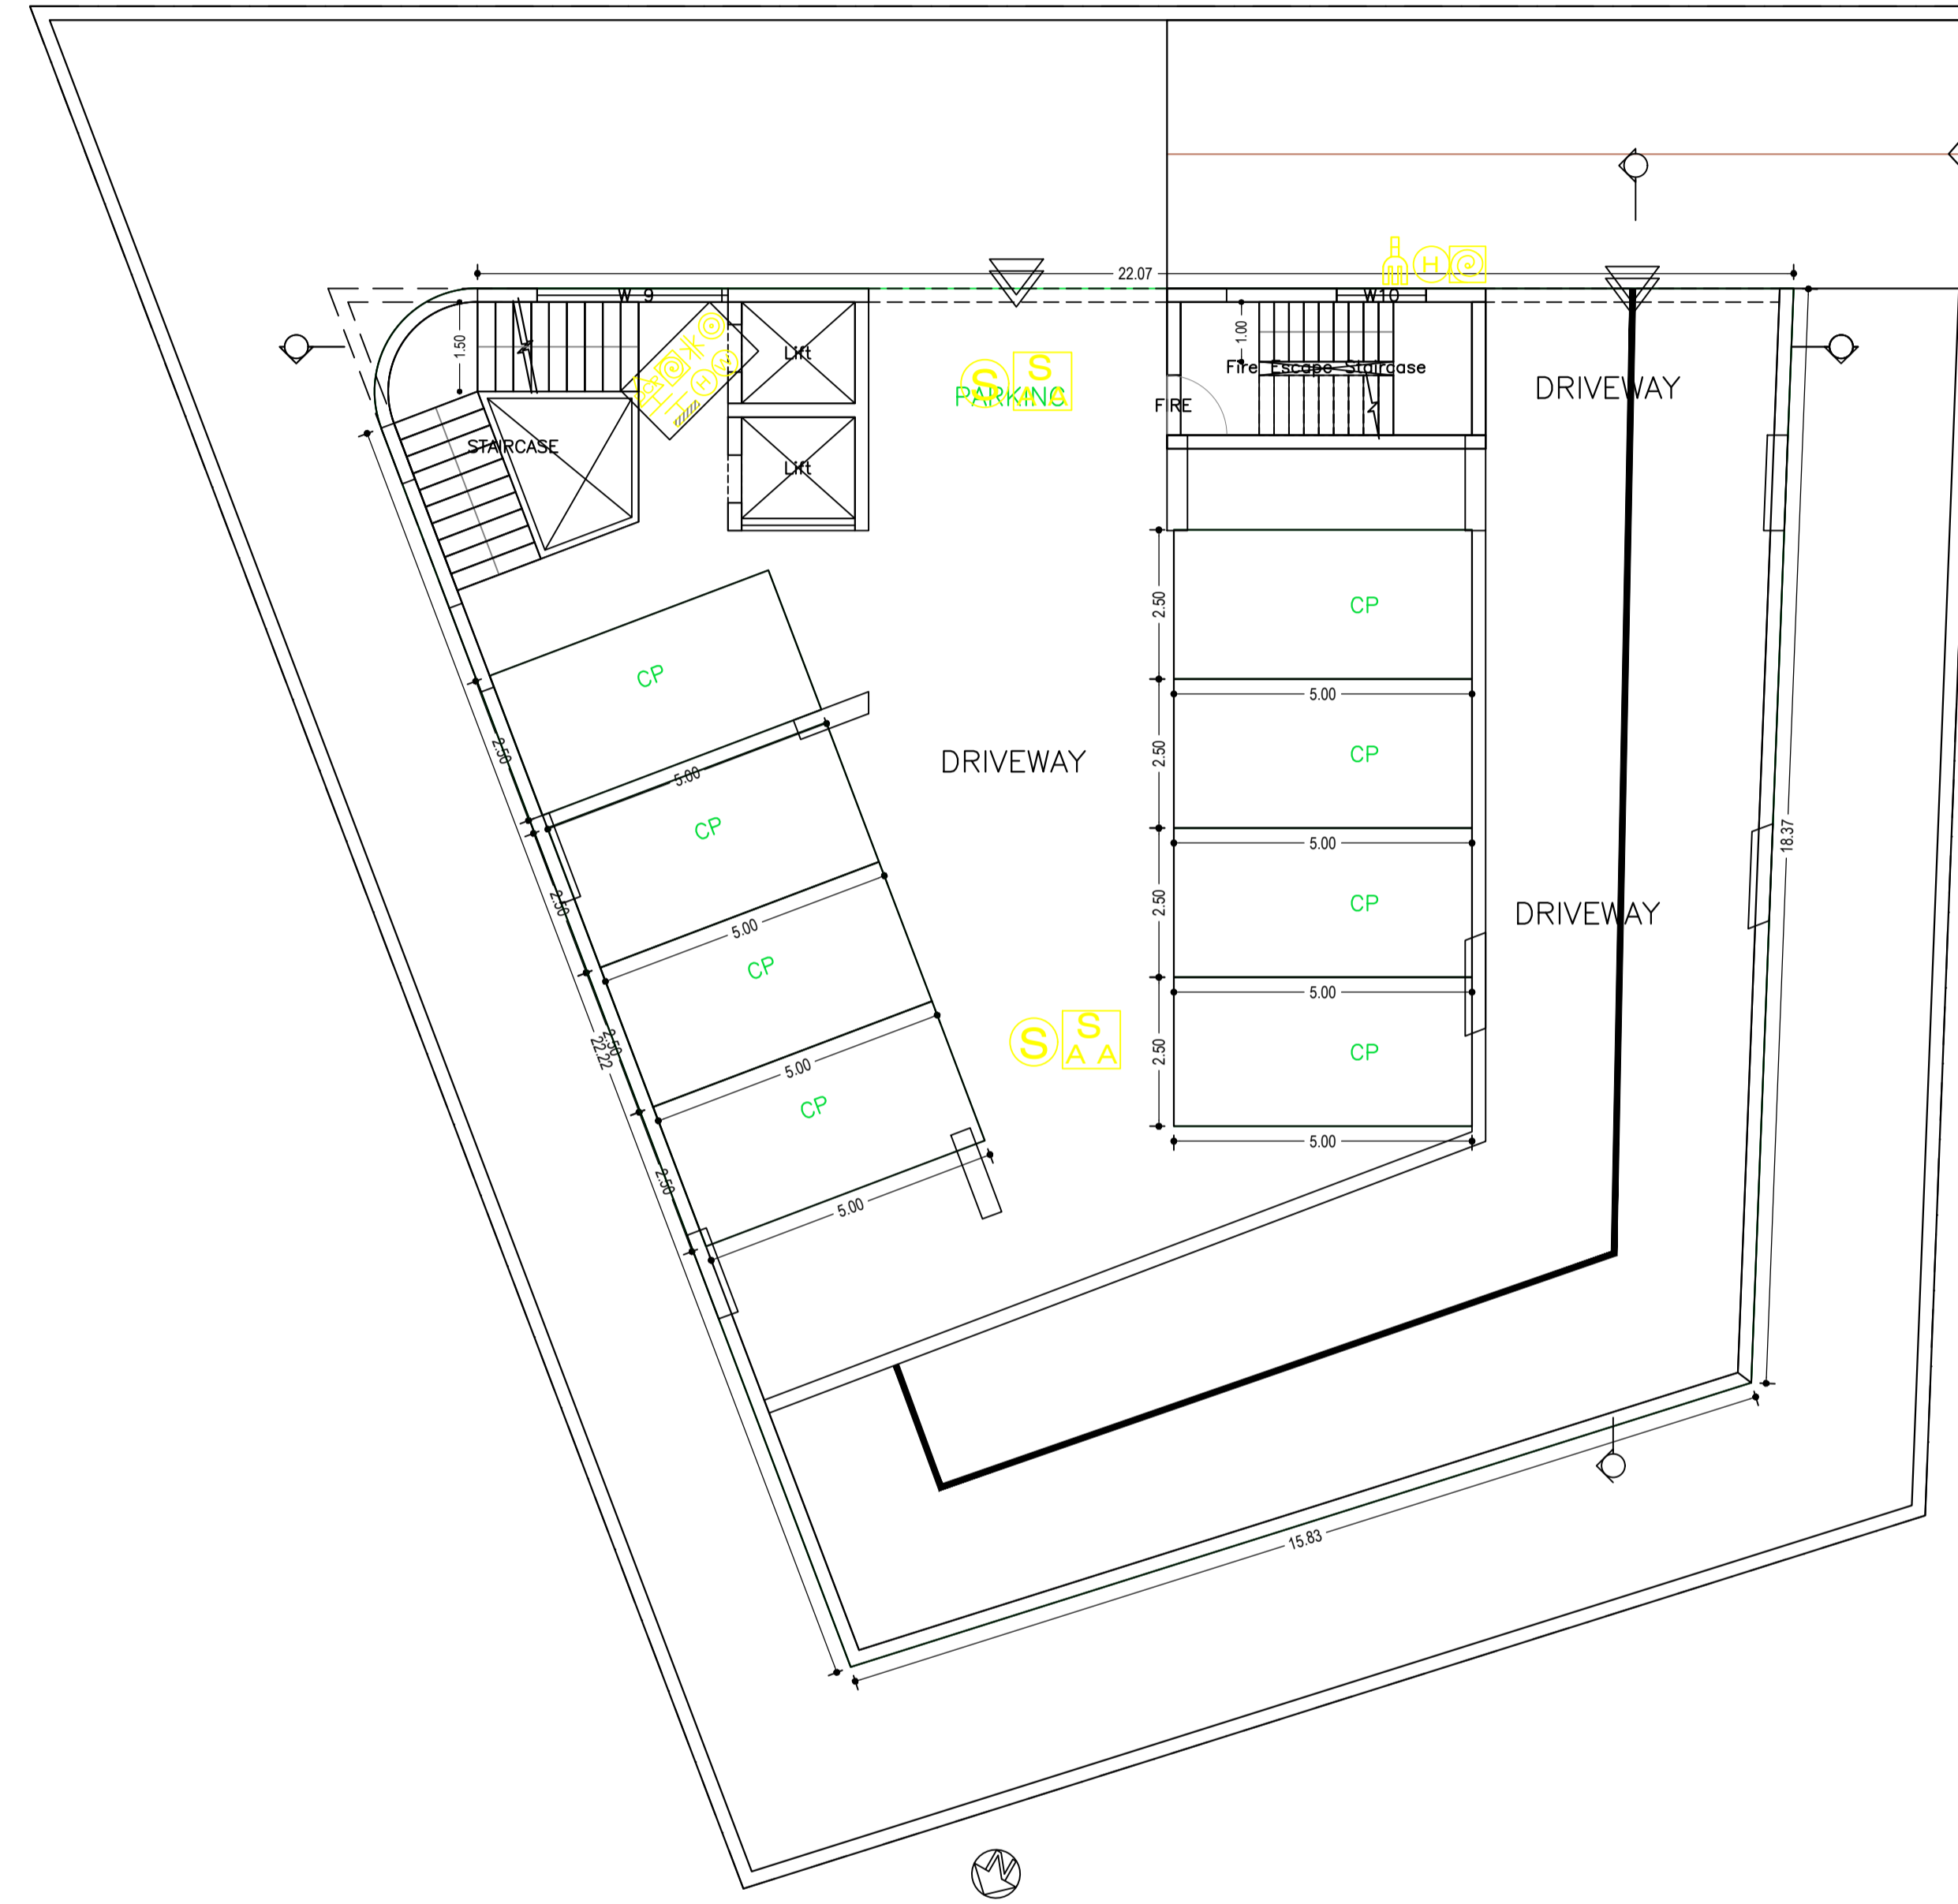 22.07
W 9
W10
H
1.50
Lift
1.00
Fire Escape Staircase
S
S
A A
PARKING
DRIVEWAY
FIRE
H
STAIRCASE
Lift
CP
2.50
CP
5.00
2.50
5.00
DRIVEWAY
2.50
CP
CP
5.00
18.37
2.50
5.00
CP
2.50
CP
DRIVEWAY
5.00
CP
2.50
22.22
5.00
S
S
A A
2.50
CP
5.00
CP
5.00
2.50
5.00
15.83